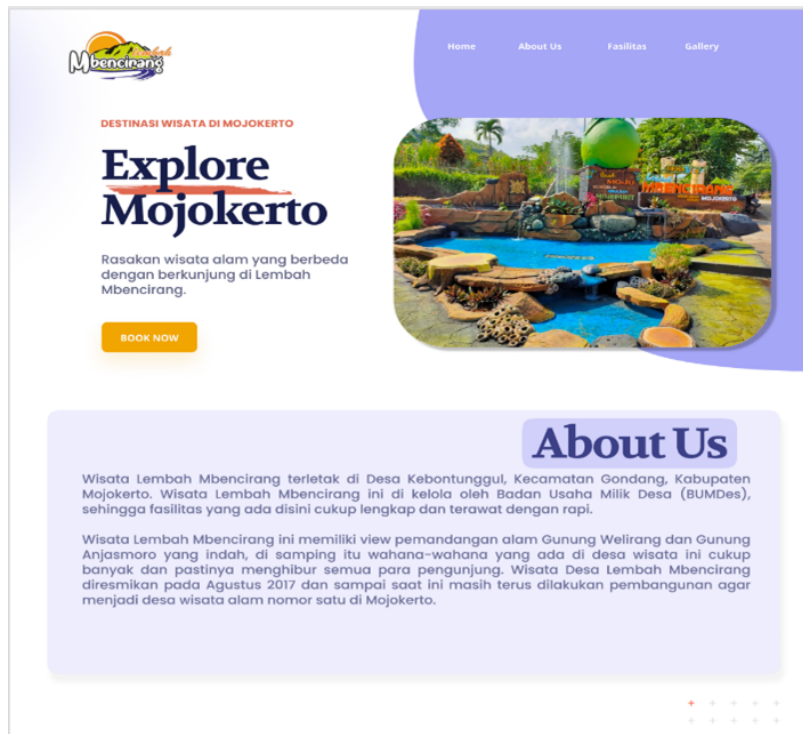 lembah
Mbencirang
Home About Us Fasilitas Gallery
DESTINASI WISATA DI MOJOKERTO
Explore
Mojokerto
Rasakan wisata alam yang berbeda
dengan berkunjung di Lembah
Mbencirang.
BOOK NOW
MBENCIRANG
MOJOKERTO
About Us
Wisata Lembah Mbencirang terletak di Desa Kebontunggul, Kecamatan Gondang, Kabupaten
Mojokerto. Wisata Lembah Mbencirang ini di kelola oleh Badan Usaha Milik Desa (BUMDes),
sehingga fasilitas yang ada disini cukup lengkap dan terawat dengan rapi.
Wisata Lembah Mbencirang ini memiliki view pemandangan alam Gunung Welirang dan Gunung
Anjasmoro yang indah, di samping itu wahana-wahana yang ada di desa wisata ini cukup
banyak dan pastinya menghibur semua para pengunjung. Wisata Desa Lembah Mbencirang
diresmikan pada Agustus 2017 dan sampai saat ini masih terus dilakukan pembangunan agar
menjadi desa wisata alam nomor satu di Mojokerto.